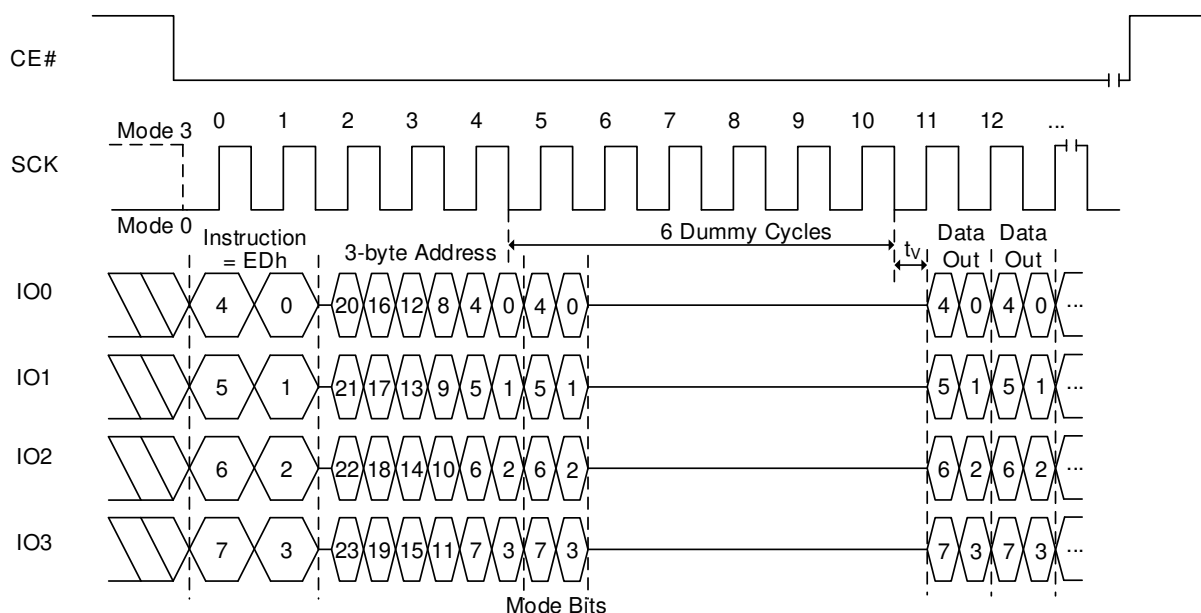 CE#
0 1 2 3 4 5 6 7 8 9 10 11 12 ...
Mode 3
SCK
Mode 0
Instruction
= EDh
3-byte Address
6 Dummy Cycles
tV
Data
Out
Data
Out
IO0 4 0 20 16 12 8 4 0 4 0 4 0 4 0 ...
IO1 5 1 21 17 13 9 5 1 5 1 5 1 5 1 ...
IO2 6 2 22 18 14 10 6 2 6 2 6 2 6 2 ...
IO3 7 3 23 19 15 11 7 3 7 3 7 3 7 3 ...
Mode Bits